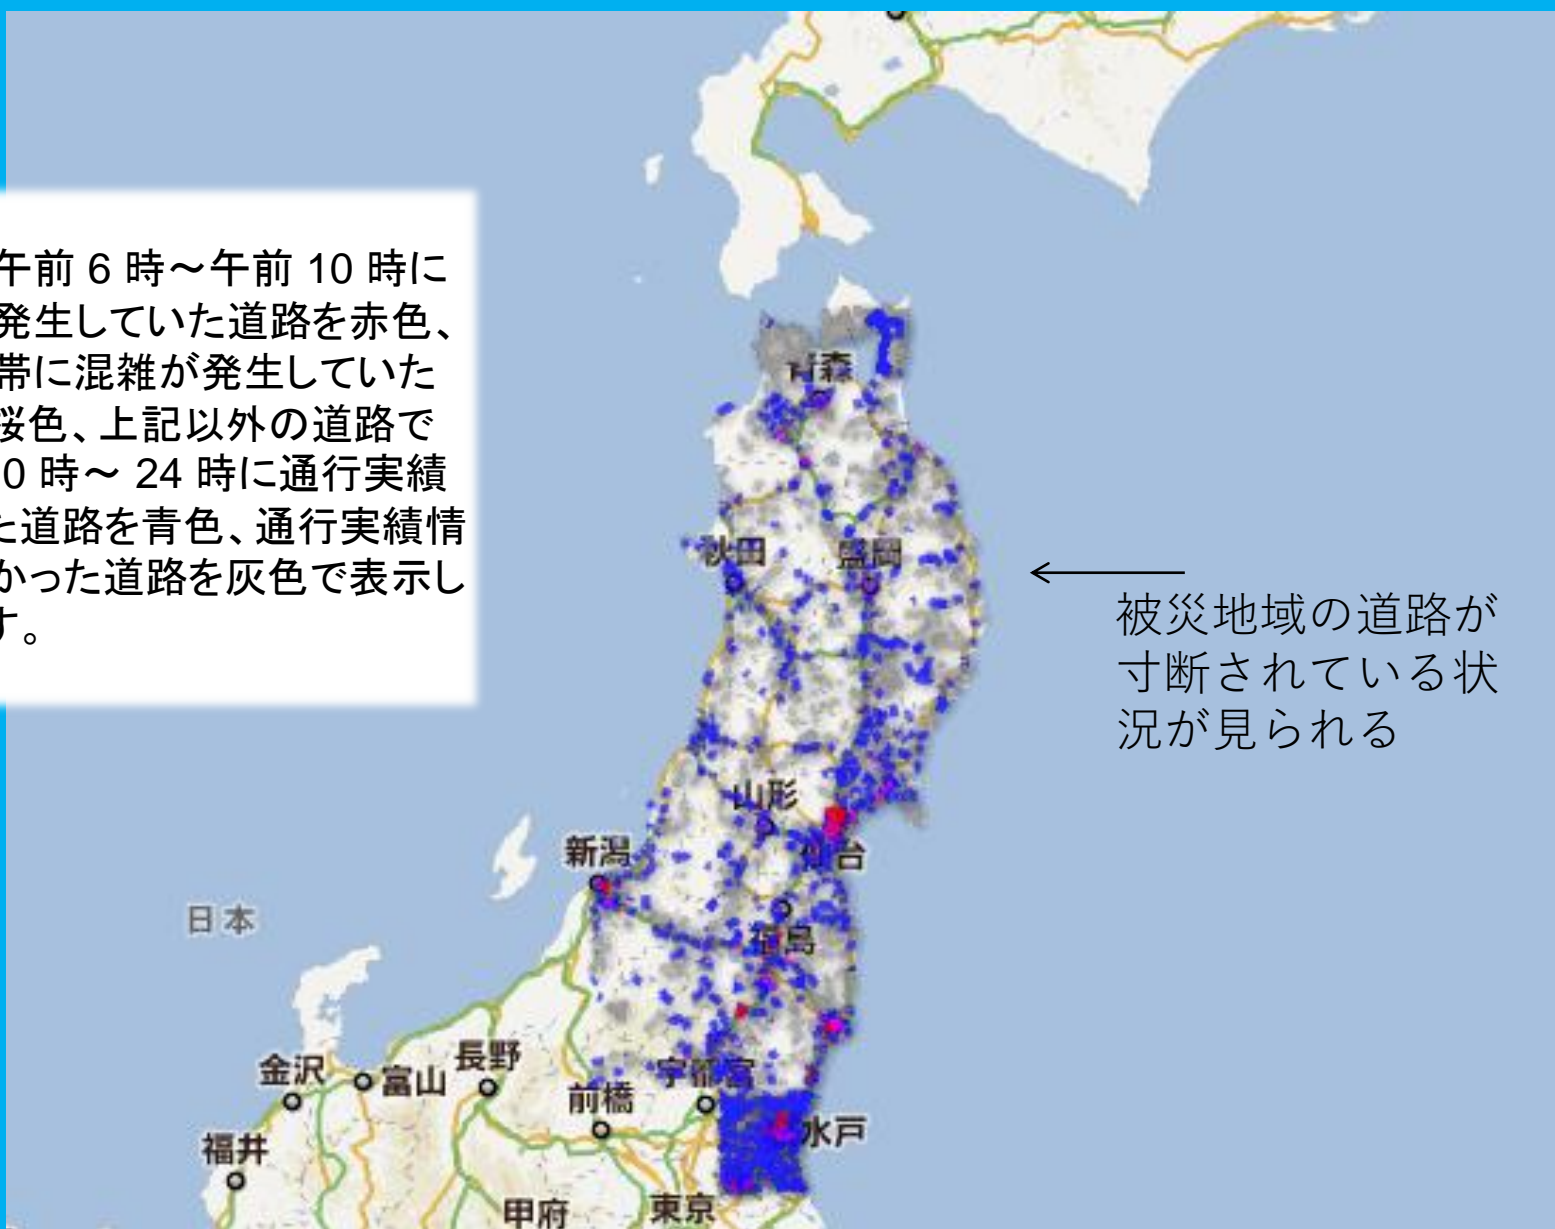 午前 6 時～午前 10 時に
発生していた道路を赤色、
帯に混雑が発生していた
桜色、上記以外の道路で
0 時～ 24 時に通行実績
た道路を青色、通行実績情
かった道路を灰色で表示し
す。
青森
秋田
盛岡
被災地域の道路が
寸断されている状
況が見られる
山形
新潟
仙台
日本
福島
金沢
富山
長野
宇都宮
前橋
水戸
福井
甲府
東京